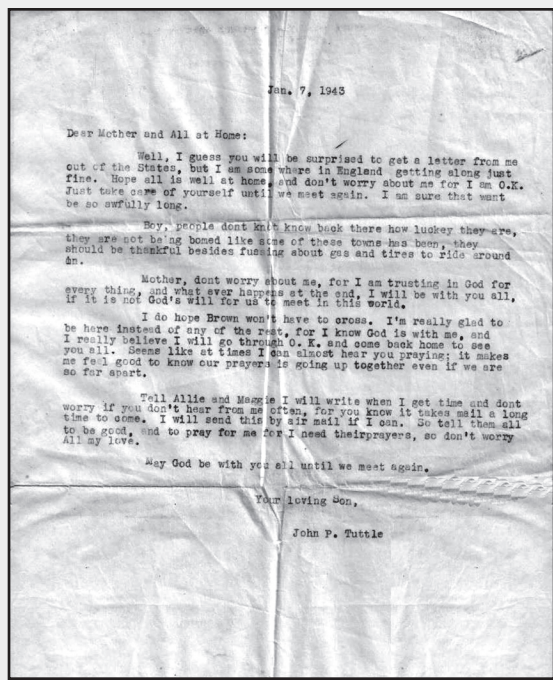 Jan. 7, 1943
Dear Mother and All at Home:
Well, I guess you will be surprised to get a letter from me
out of the States, but I am some where in England getting along just
fine. Hope all is well at home, and don't worry about me for I am O.K.
Just take care of yourself until we meet again. I am sure that wont
be so awfully long.
Boy, people dont know back there how luckey they are,
they are not being bomed like some of these towns has been, they
should be thankful besides fussing about gas and tires to ride around
on.
Mother, dont worry about me, for I am trusting in God for
every thing, and what ever happens at the end, I will be with you all,
if it is not God's will for us to meet in this world.
I do hope Brown won't have to cross. I'm really glad to
be here instead of any of the rest, for I know God is with me, and
I really believe I will go through O. K. and come back home to see
you all. Seems like at times I can almost hear you praying; it makes
me feel good to know our prayers is going up together even if we are
so far apart.
Tell Allie and Maggie I will write when I get time and dont
worry if you don't hear from me often, for you know it takes mail a long
time to come. I will send this by air mail if I can. So tell them all
to be good, and to pray for me for I need theirprayers, so don't worry
All my love.
May God be with you all until we meet again.
Your loving Son,
John P. Tuttle